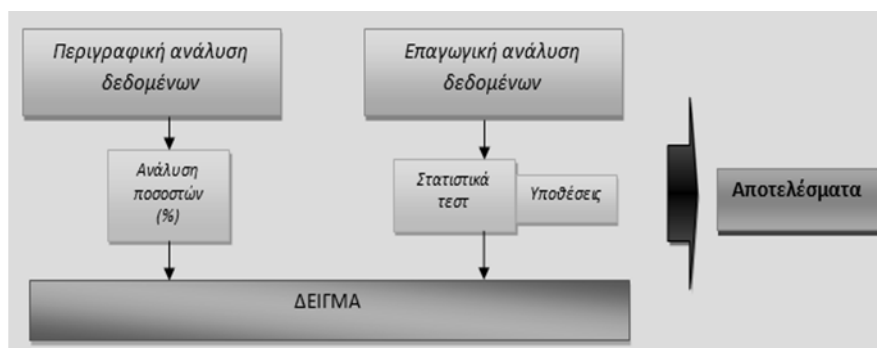 Περιγραφική ανάλυση
δεδομένων
Επαγωγική ανάλυση
δεδομένων
Ανάλυση
ποσοστών
(%)
Στατιστικά
τεστ
Υποθέσεις
Αποτελέσματα
ΔΕΙΓΜΑ